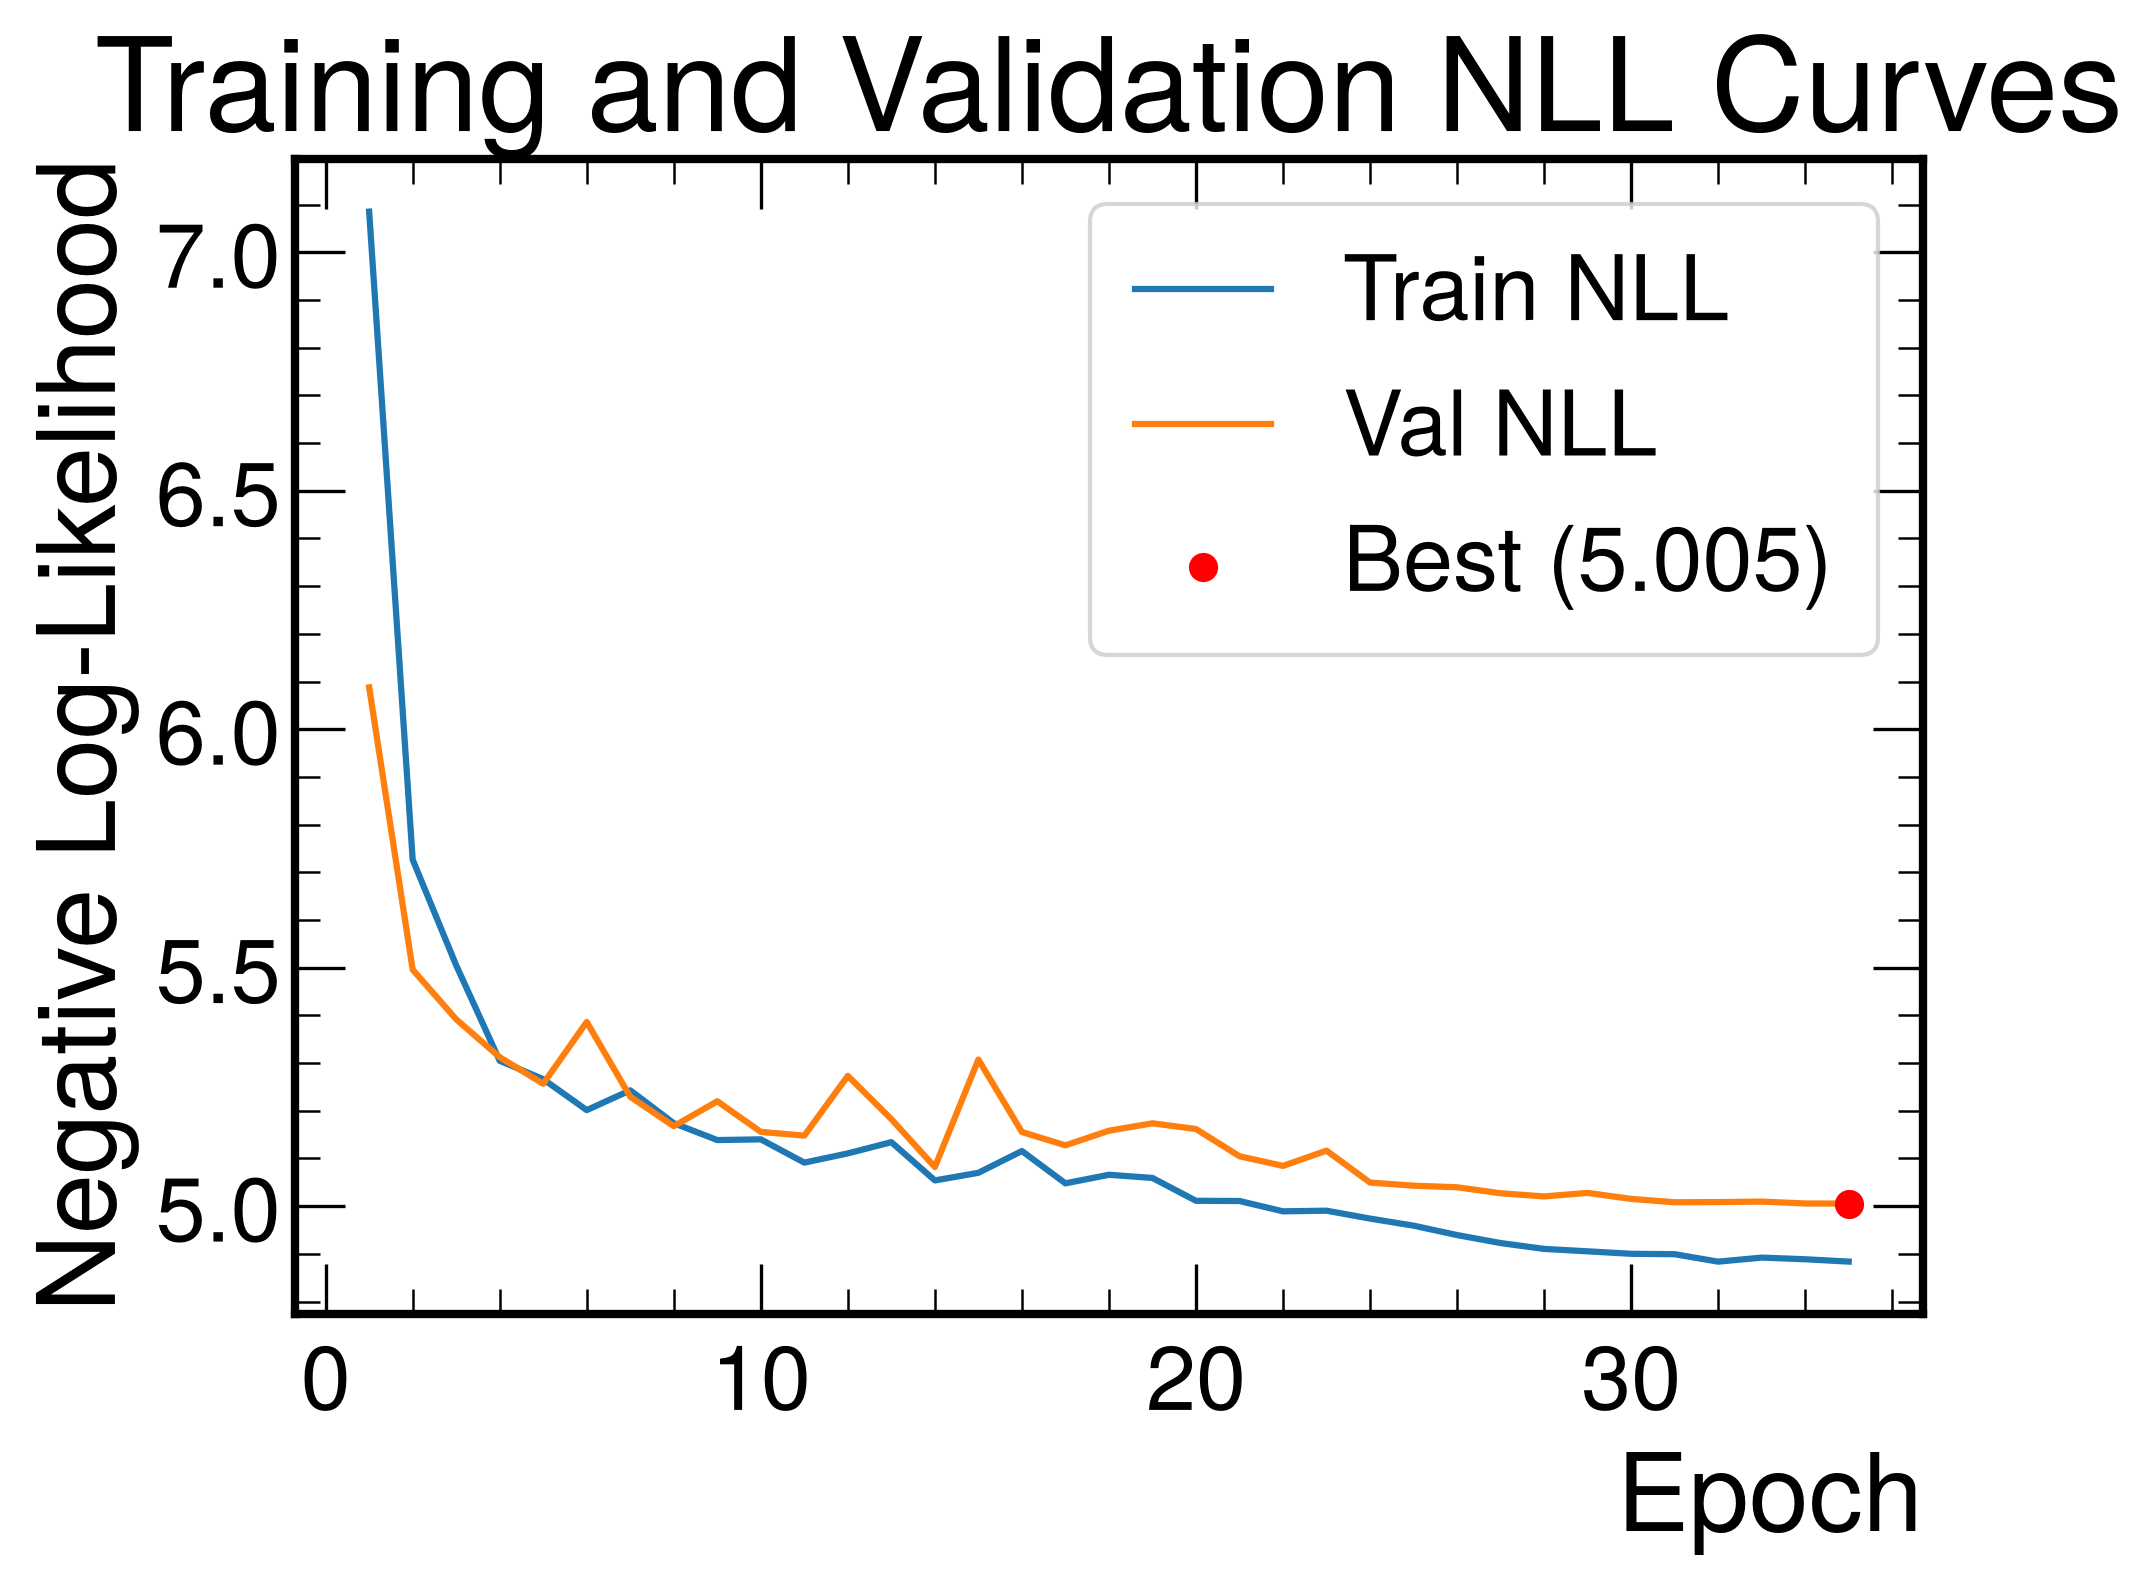 Training and Validation NLL Curves
Negative Log-Likelihood
7.0
6.5
6.0
5.5
5.0
Train NLL
Val NLL
Best (5.005)
0 10 20 30
Epoch